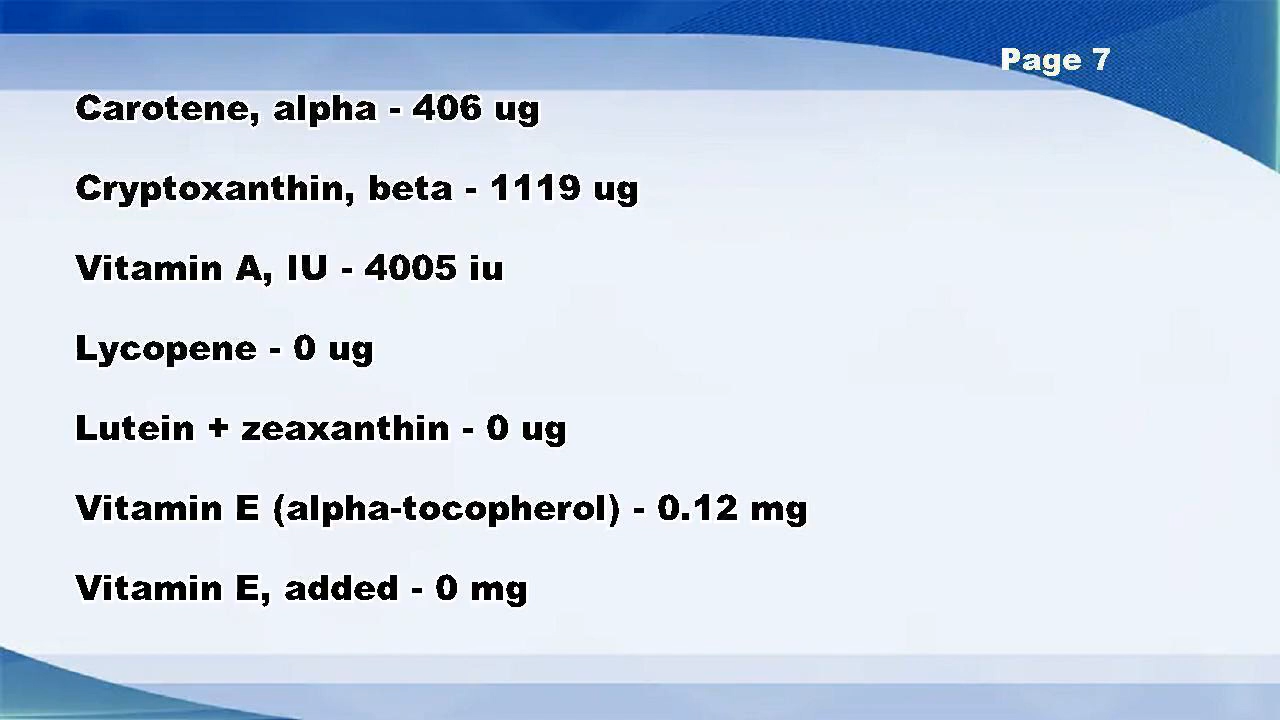 Page 7
Carotene, alpha - 406 ug
Cryptoxanthin, beta - 1119 ug
Vitamin A, IU - 4005 iu
Lycopene - 0 ug
Lutein + zeaxanthin - 0 ug
Vitamin E (alpha-tocopherol) - 0.12 mg
Vitamin E, added - 0 mg